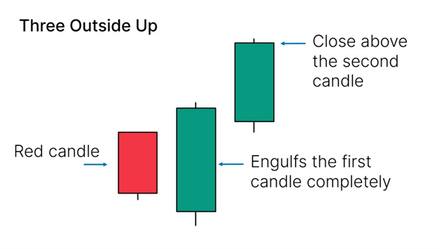 Three Outside Up
Close above
the second
candle
Red candle
Engulfs the first
candle completely